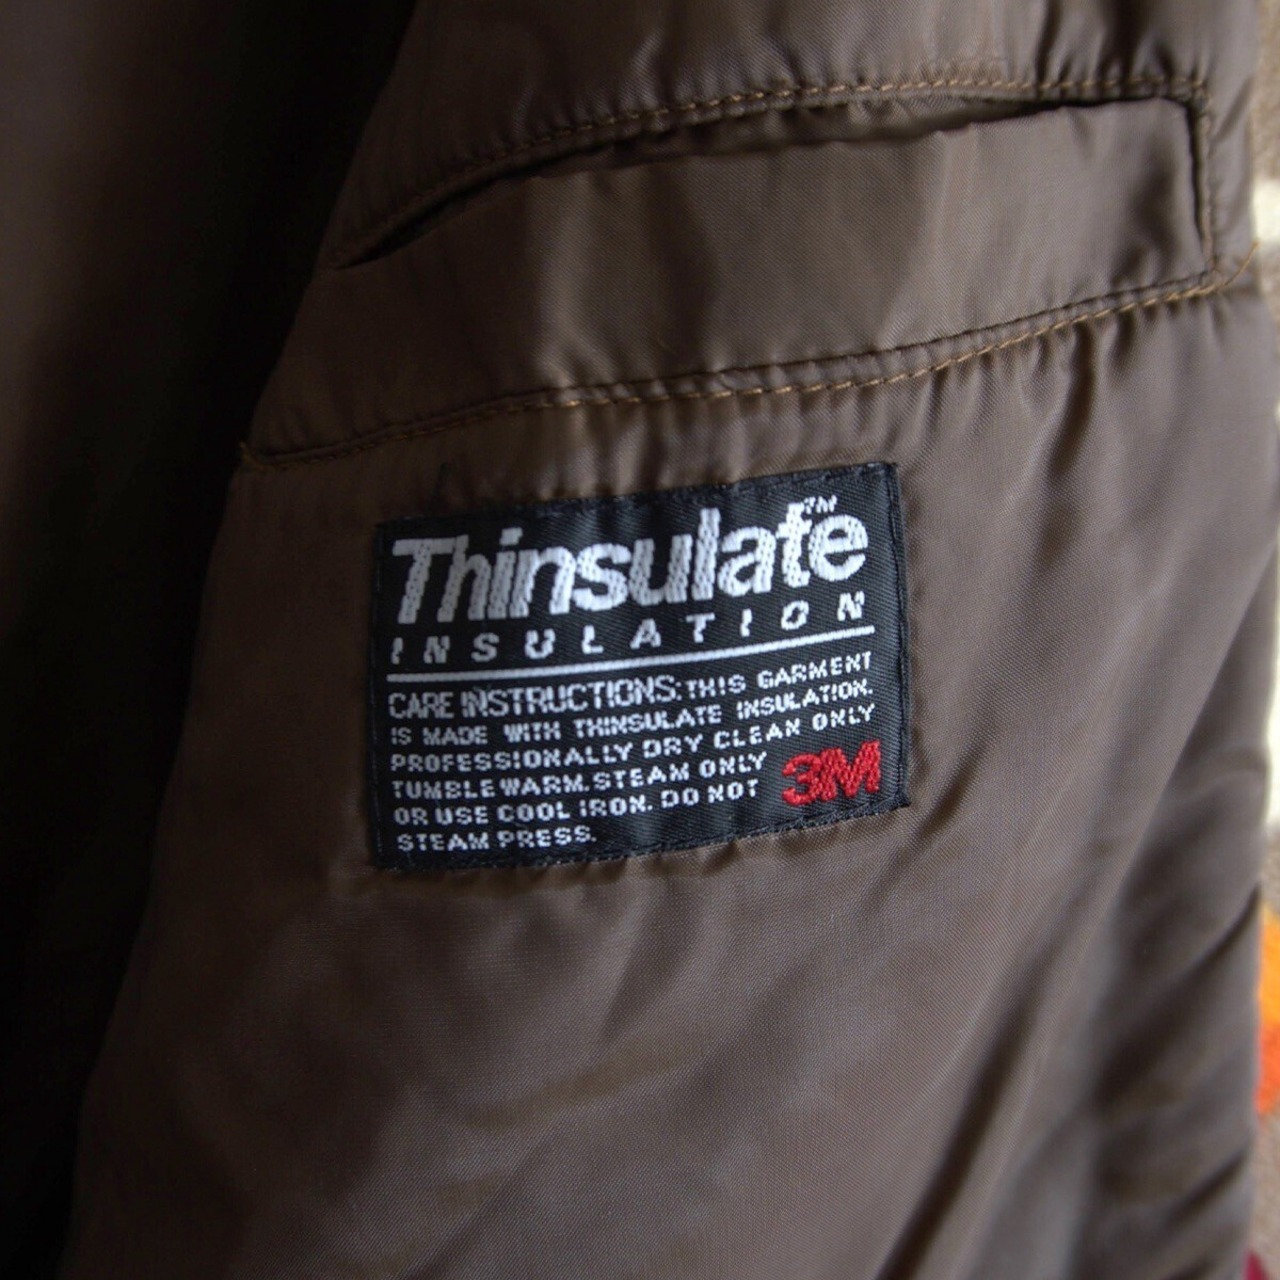 Thinsulate™
INSULATION
CARE INSTRUCTIONS: THIS GARMENT
IS MADE WITH THINSULATE INSULATION.
PROFESSIONALLY DRY CLEAN ONLY
TUMBLE WARM. STEAM ONLY
OR USE COOL IRON. DO NOT
STEAM PRESS.
3M